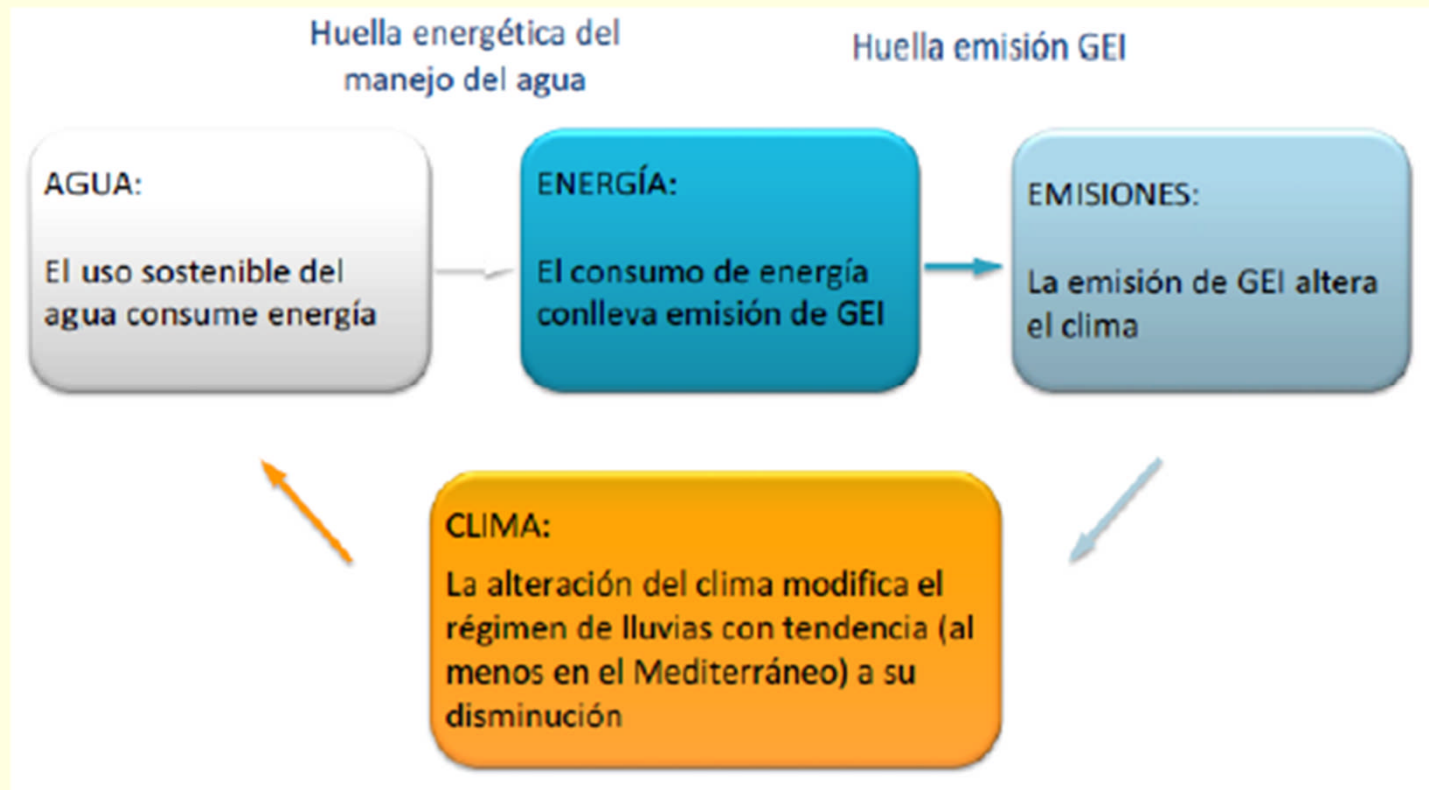 Huella energética del
manejo del agua
Huella emisión GEI
AGUA:
El uso sostenible del
agua consume energía
ENERGÍA:
El consumo de energía
conlleva emisión de GEI
EMISIONES:
La emisión de GEI altera
el clima
CLIMA:
La alteración del clima modifica el
régimen de lluvias con tendencia (al
menos en el Mediterráneo) a su
disminución